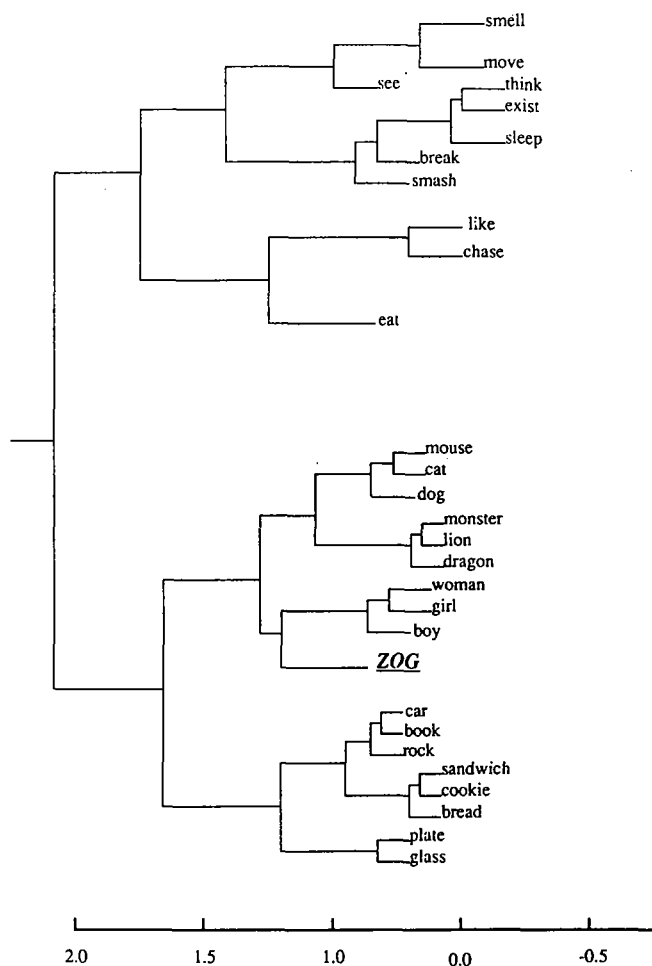 smell
move
see
think
exist
sleep
break
smash
like
chase
eat
mouse
cat
dog
monster
lion
dragon
woman
girl
boy
ZOG
car
book
rock
sandwich
cookie
bread
plate
glass
2.0 1.5 1.0 0.0 -0.5